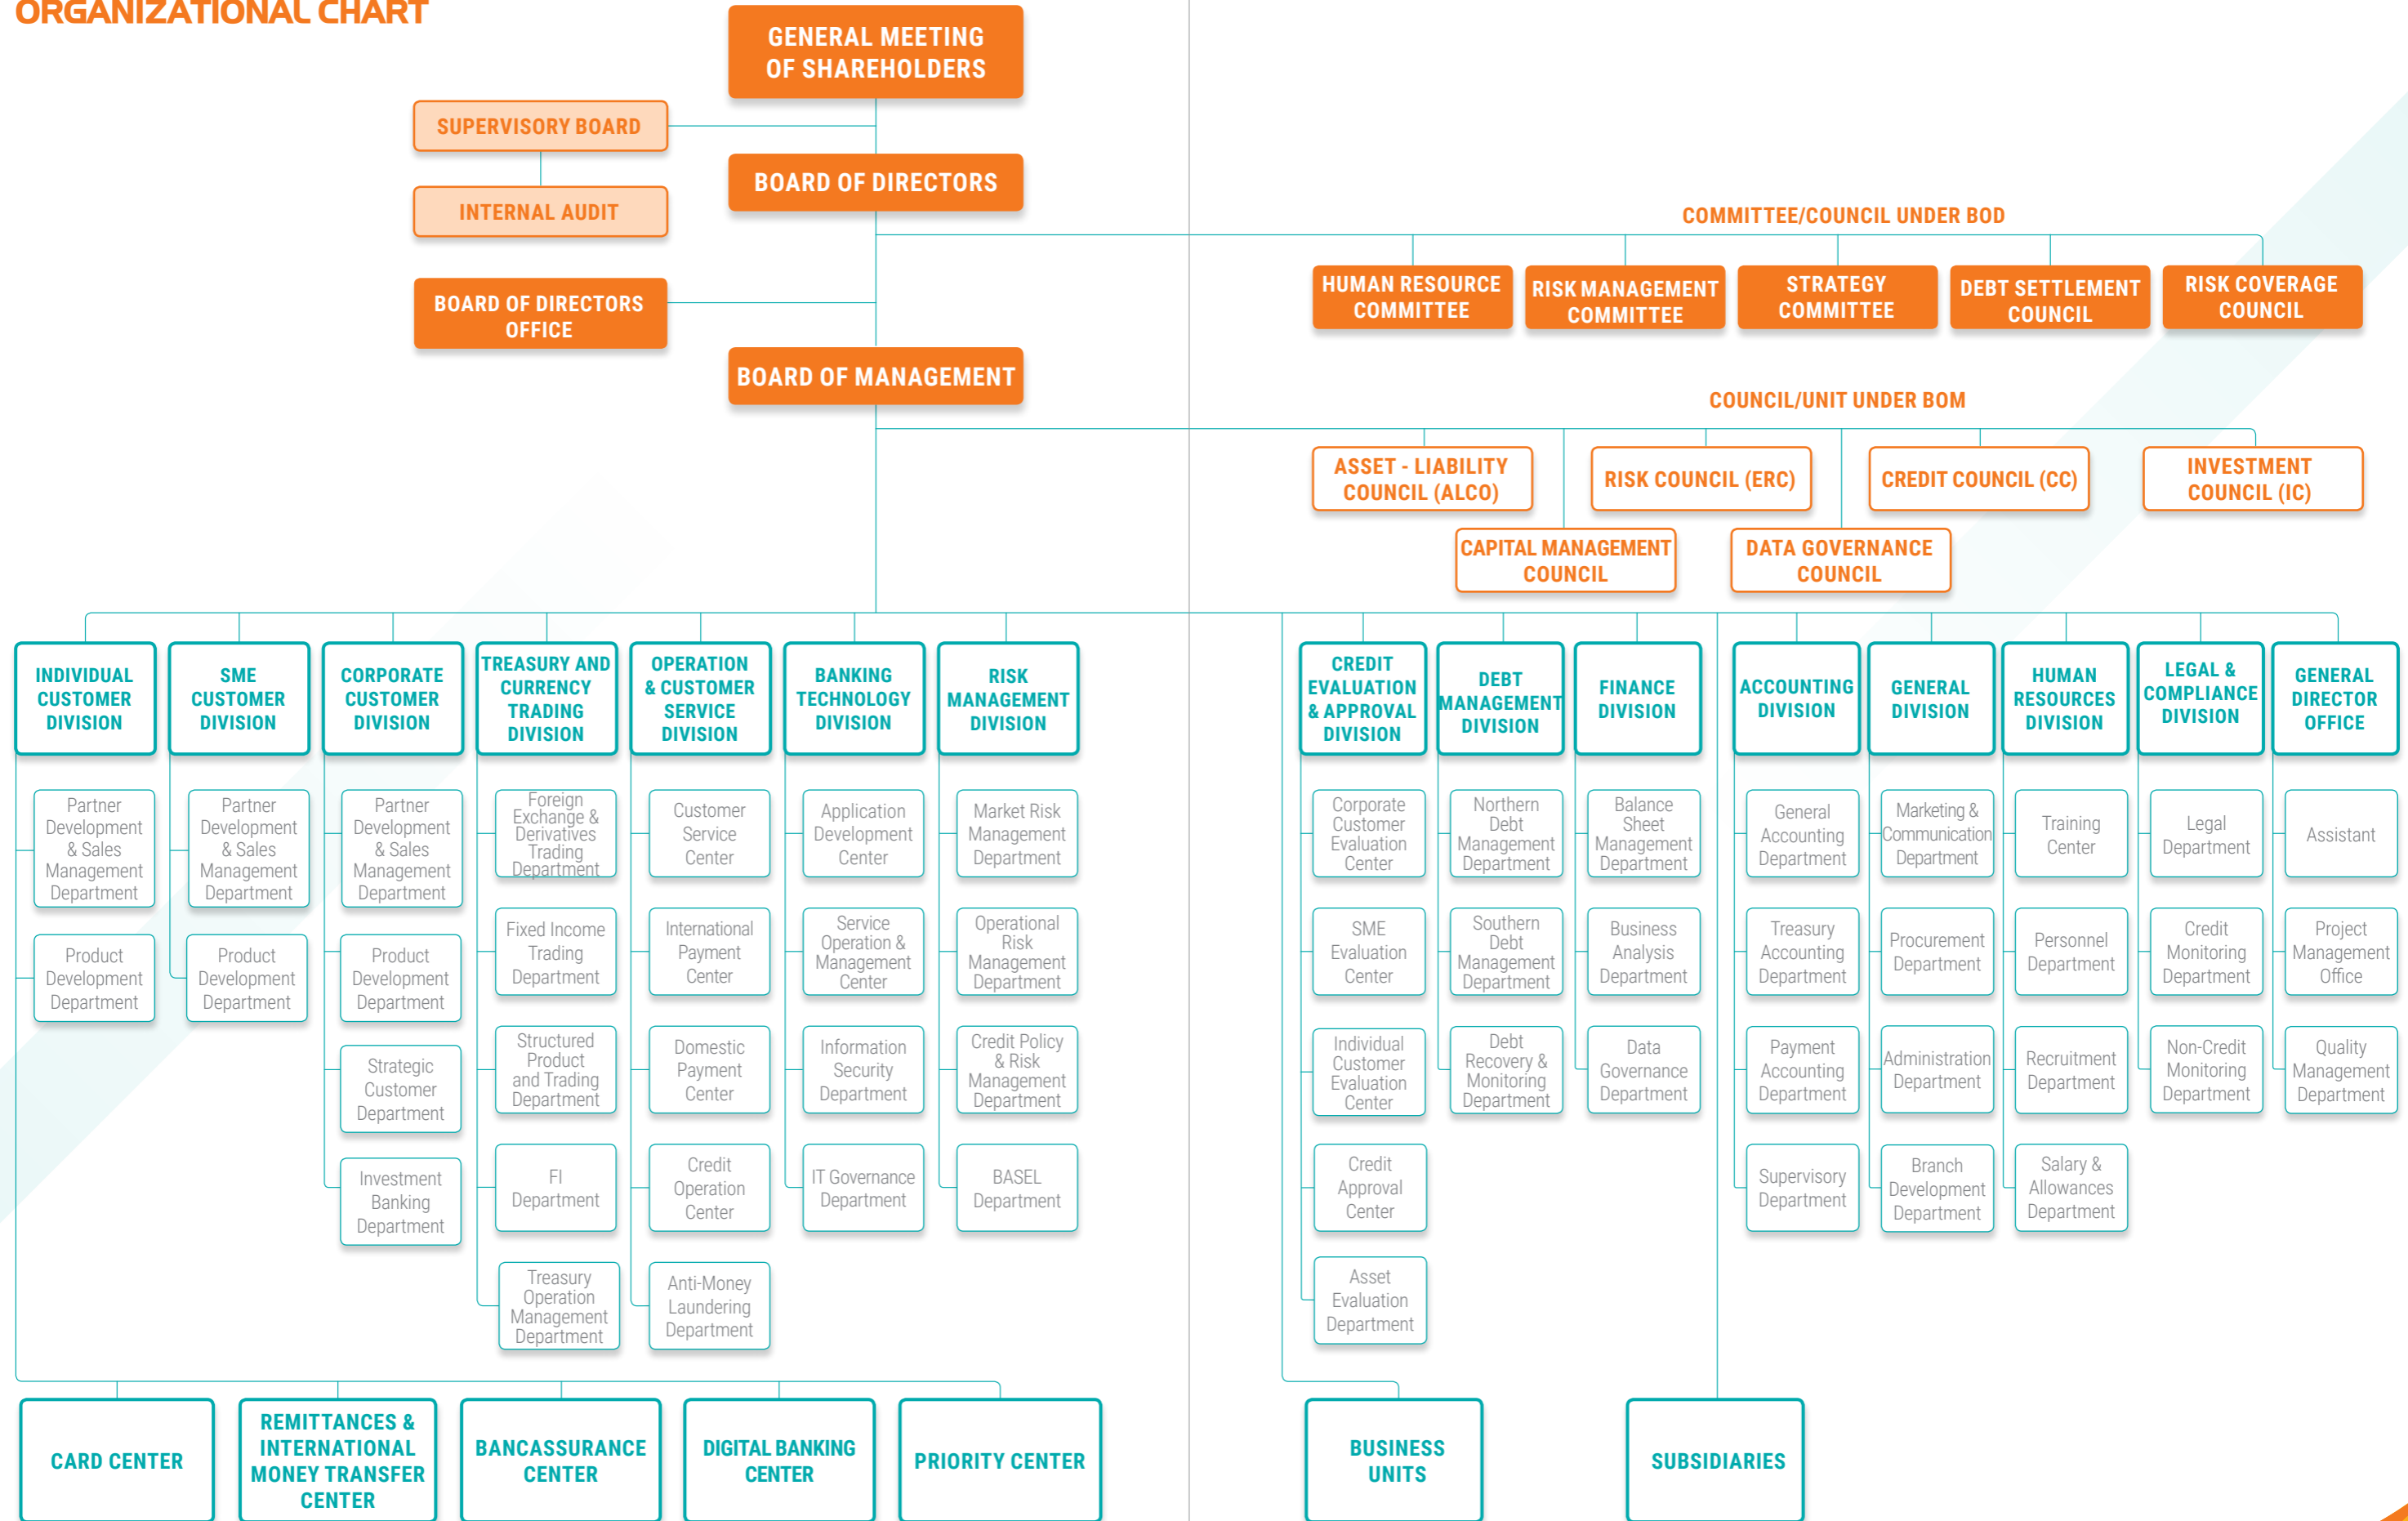 ORGANIZATIONAL CHART
GENERAL MEETING
OF SHAREHOLDERS
SUPERVISORY BOARD
BOARD OF DIRECTORS
INTERNAL AUDIT
COMMITTEE/COUNCIL UNDER BOD
BOARD OF DIRECTORS
OFFICE
HUMAN RESOURCE
COMMITTEE
RISK MANAGEMENT
COMMITTEE
STRATEGY
COMMITTEE
DEBT SETTLEMENT
COUNCIL
RISK COVERAGE
COUNCIL
BOARD OF MANAGEMENT
COUNCIL/UNIT UNDER BOM
ASSET - LIABILITY
COUNCIL (ALCO)
RISK COUNCIL (ERC)
CREDIT COUNCIL (CC)
INVESTMENT
COUNCIL (IC)
CAPITAL MANAGEMENT
COUNCIL
DATA GOVERNANCE
COUNCIL
INDIVIDUAL
CUSTOMER
DIVISION
Partner
Development
& Sales
Management
Department
Product
Development
Department
SME
CUSTOMER
DIVISION
Partner
Development
& Sales
Management
Department
Product
Development
Department
CORPORATE
CUSTOMER
DIVISION
Partner
Development
& Sales
Management
Department
Product
Development
Department
Strategic
Customer
Department
Investment
Banking
Department
TREASURY AND
CURRENCY
TRADING
DIVISION
Foreign
Exchange &
Derivatives
Trading
Department
Fixed Income
Trading
Department
Structured
Product
and Trading
Department
FI
Department
Treasury
Operation
Management
Department
OPERATION
& CUSTOMER
SERVICE
DIVISION
Customer
Service
Center
International
Payment
Center
Domestic
Payment
Center
Credit
Operation
Center
Anti-Money
Laundering
Department
BANKING
TECHNOLOGY
DIVISION
Application
Development
Center
Service
Operation &
Management
Center
Information
Security
Department
IT Governance
Department
RISK
MANAGEMENT
DIVISION
Market Risk
Management
Department
Operational
Risk
Management
Department
Credit Policy
& Risk
Management
Department
BASEL
Department
CREDIT
EVALUATION
& APPROVAL
DIVISION
Corporate
Customer
Evaluation
Center
SME
Evaluation
Center
Individual
Customer
Evaluation
Center
Credit
Approval
Center
Asset
Evaluation
Department
DEBT
MANAGEMENT
DIVISION
Northern
Debt
Management
Department
Southern
Debt
Management
Department
Debt
Recovery &
Monitoring
Department
FINANCE
DIVISION
Balance
Sheet
Management
Department
Business
Analysis
Department
Data
Governance
Department
ACCOUNTING
DIVISION
General
Accounting
Department
Treasury
Accounting
Department
Payment
Accounting
Department
Supervisory
Department
GENERAL
DIVISION
Marketing &
Communication
Department
Procurement
Department
Administration
Department
Branch
Development
Department
HUMAN
RESOURCES
DIVISION
Training
Center
Personnel
Department
Recruitment
Department
Salary &
Allowances
Department
LEGAL &
COMPLIANCE
DIVISION
Legal
Department
Credit
Monitoring
Department
Non-Credit
Monitoring
Department
GENERAL
DIRECTOR
OFFICE
Assistant
Project
Management
Office
Quality
Management
Department
CARD CENTER
REMITTANCES &
INTERNATIONAL
MONEY TRANSFER
CENTER
BANCASSURANCE
CENTER
DIGITAL BANKING
CENTER
PRIORITY CENTER
BUSINESS
UNITS
SUBSIDIARIES